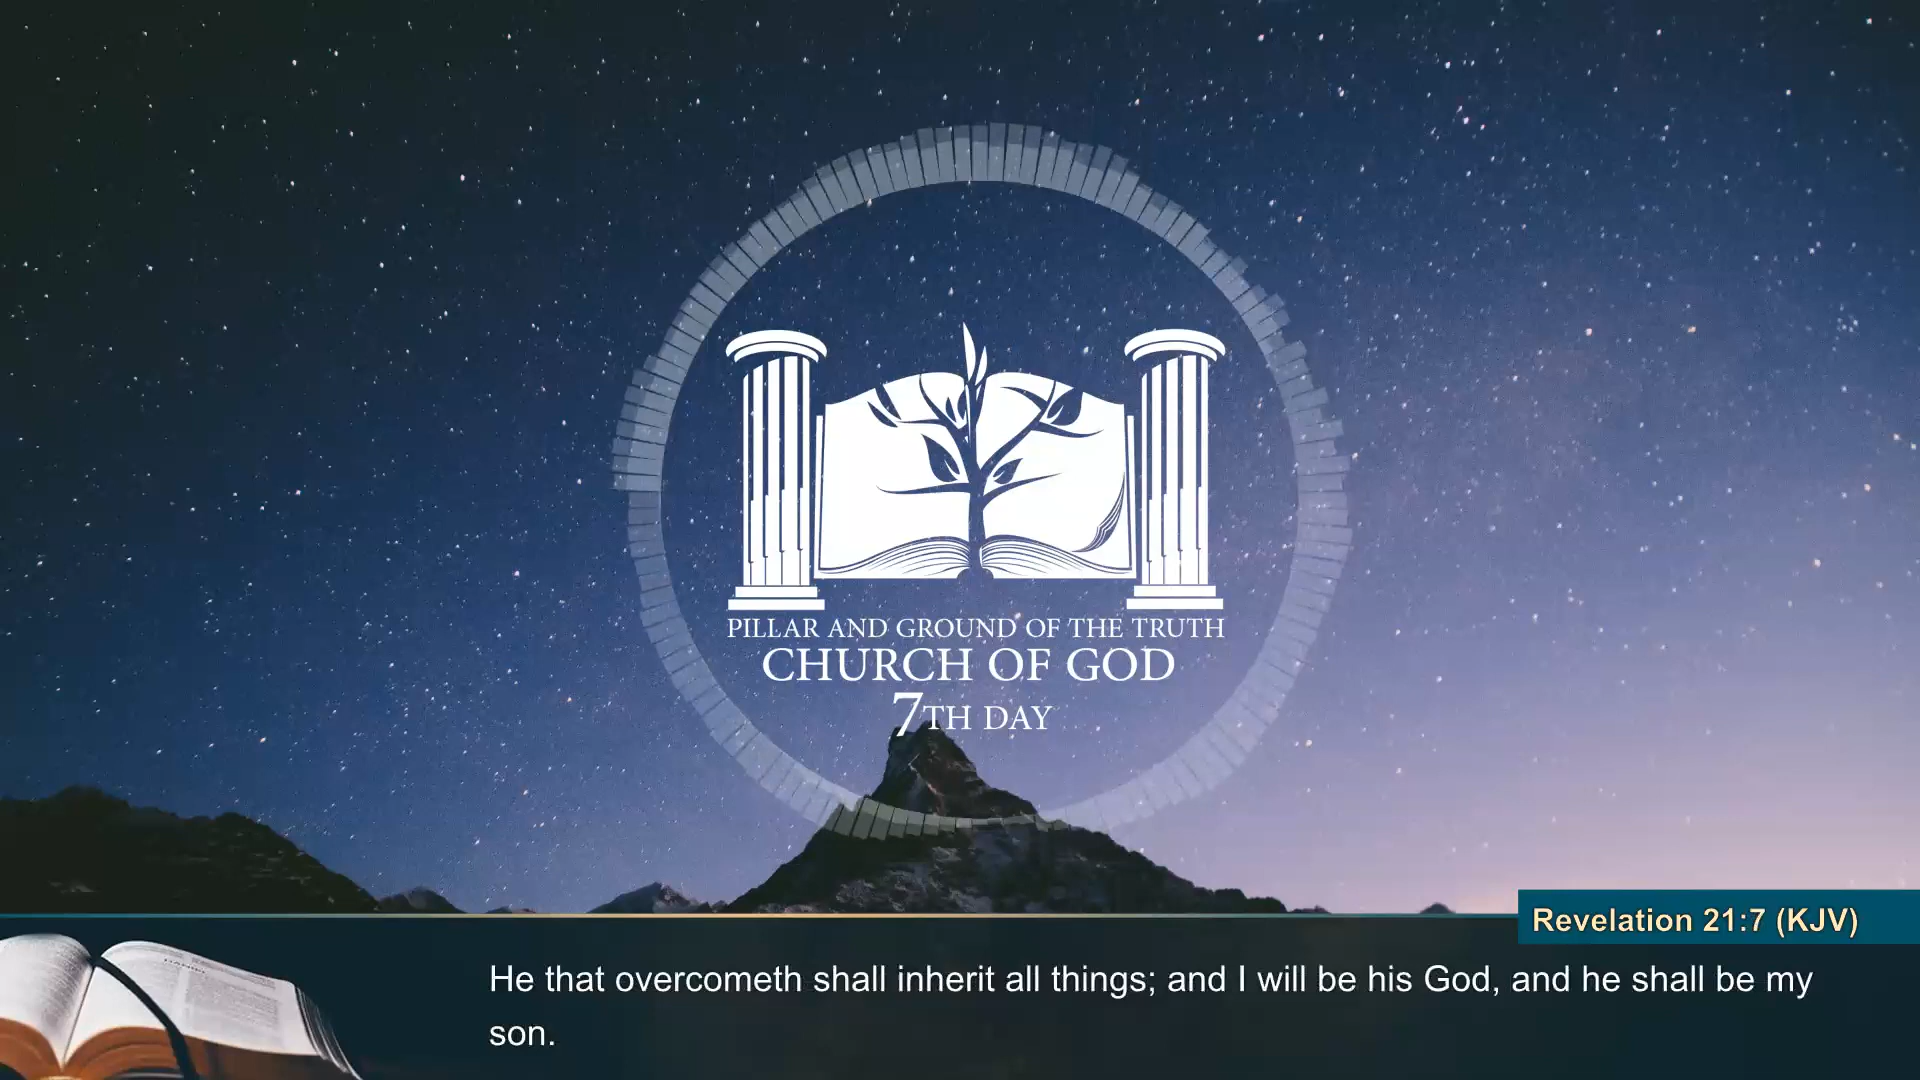 PILLAR AND GROUND OF THE TRUTH
CHURCH OF GOD
7TH DAY
Revelation 21:7 (KJV)
He that overcometh shall inherit all things; and I will be his God, and he shall be my
son.